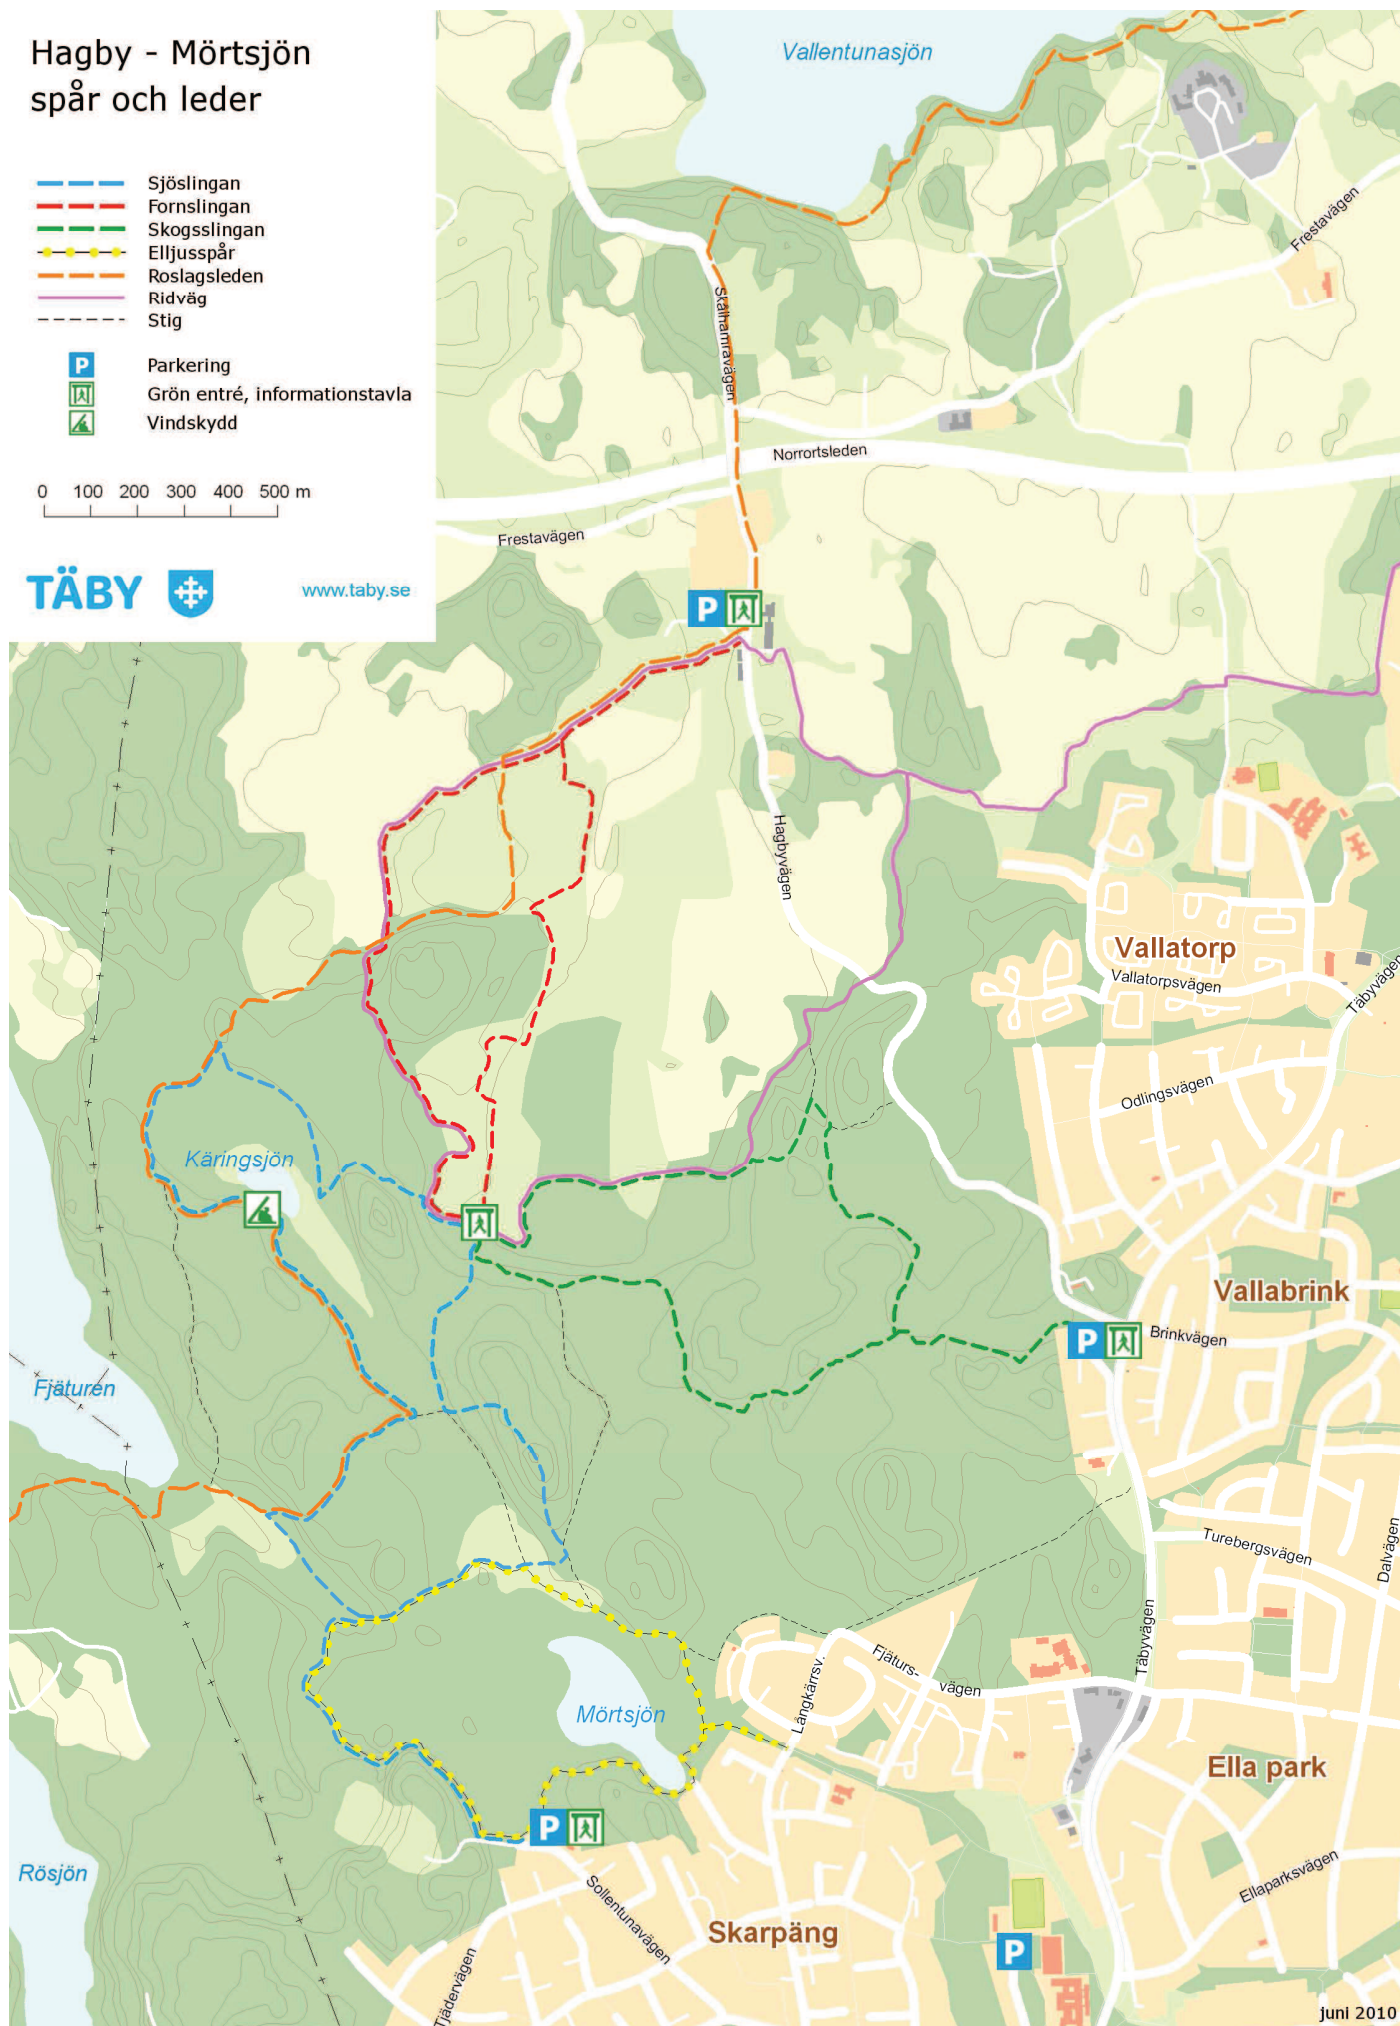 Hagby - Mörtsjön
spår och leder
Sjöslingan
Fornslingan
Skogsslingan
Elljusspår
Roslagsleden
Ridväg
Stig
P Parkering
Grön entré, informationstavla
Vindskydd
0 100 200 300 400 500 m
TÄBY
www.taby.se
Vallentunasjön
Frestavägen
Skålhamravägen
Norrortsleden
Frestavägen
P
Hagbyvägen
Vallatorp
Vallatorpsvägen
Täbyvägen
Odlingsvägen
Käringsjön
Vallabrink
P
Brinkvägen
Fjäturen
Turebergsvägen
Dalvägen
Täbyvägen
Fjäturs-
vägen
Långkärrsv.
Mörtsjön
Ella park
P
Rösjön
Ellaparksvägen
Sollentunavägen
Skarpäng
P
Tjädervägen
juni 2010